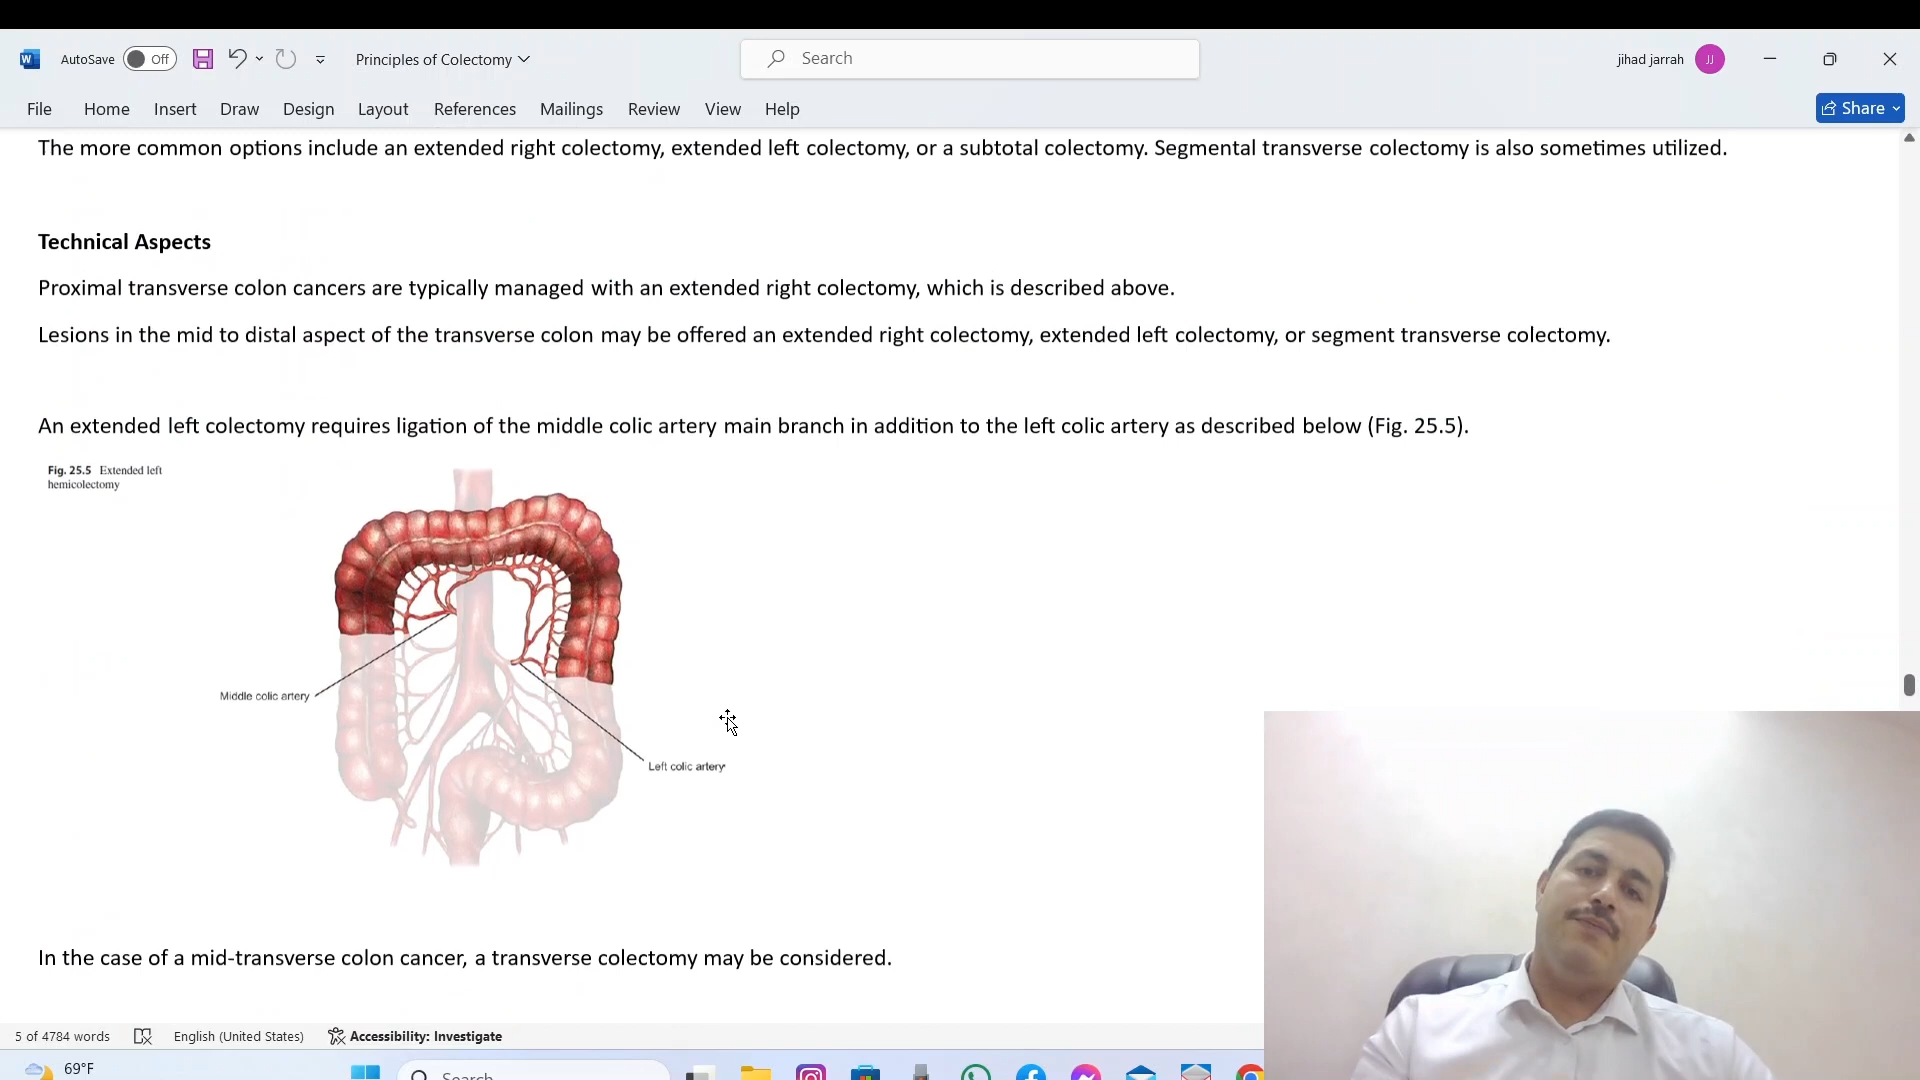 AutoSave Off Principles of Colectomy Search jihad jarrah JJ
File Home Insert Draw Design Layout References Mailings Review View Help Share
The more common options include an extended right colectomy, extended left colectomy, or a subtotal colectomy. Segmental transverse colectomy is also sometimes utilized.
Technical Aspects
Proximal transverse colon cancers are typically managed with an extended right colectomy, which is described above.
Lesions in the mid to distal aspect of the transverse colon may be offered an extended right colectomy, extended left colectomy, or segment transverse colectomy.
An extended left colectomy requires ligation of the middle colic artery main branch in addition to the left colic artery as described below (Fig. 25.5).
Fig. 25.5 Extended left
hemicolectomy
Middle colic artery
Left colic artery
In the case of a mid-transverse colon cancer, a transverse colectomy may be considered.
5 of 4784 words English (United States) Accessibility: Investigate
69°F Search